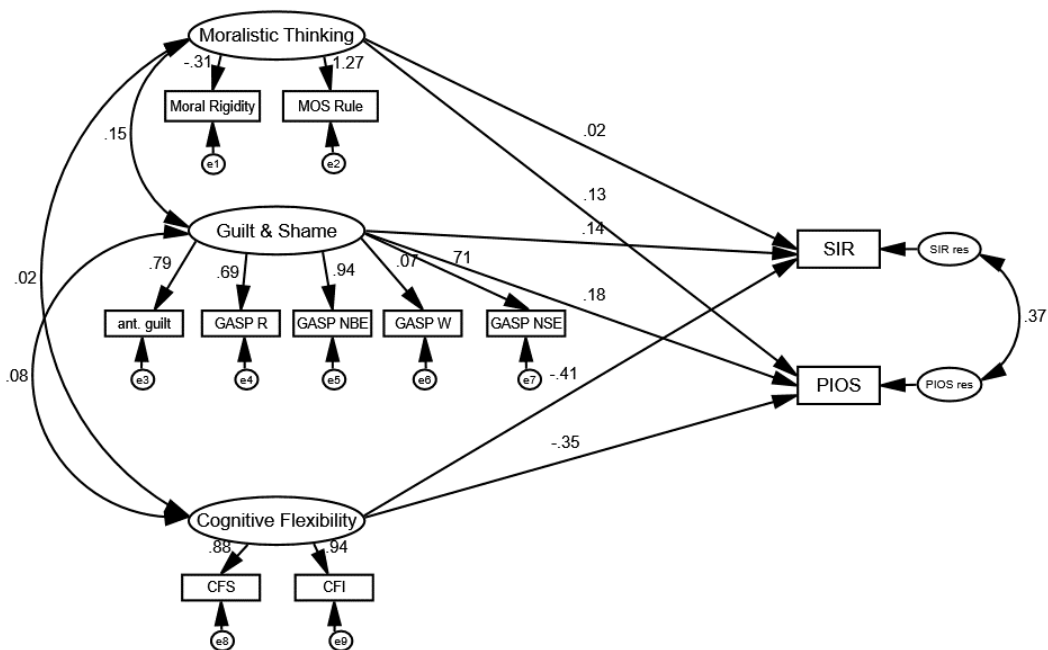 Moralistic Thinking
-.31
1.27
Moral Rigidity
MOS Rule
e1
e2
.15
.02
.13
Guilt & Shame
.14
SIR
SIR res
.79
.69
.94
.07
.71
.02
.18
ant. guilt
GASP R
GASP NBE
GASP W
GASP NSE
.37
e3
e4
e5
e6
e7
.08
-.41
PIOS
PIOS res
-.35
Cognitive Flexibility
.88
.94
CFS
CFI
e8
e9